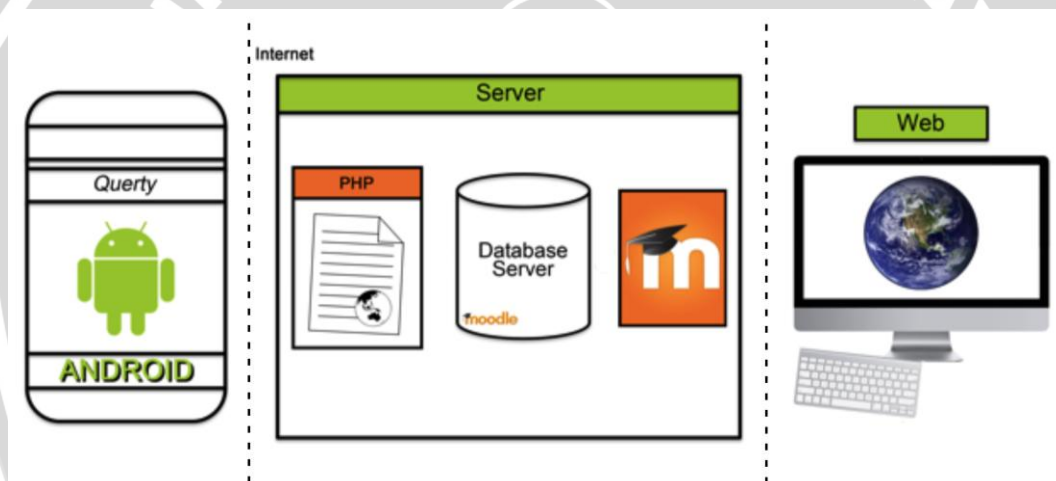 Internet
Server
Web
PHP
Querty
Database
Server
m
moodle
ANDROID